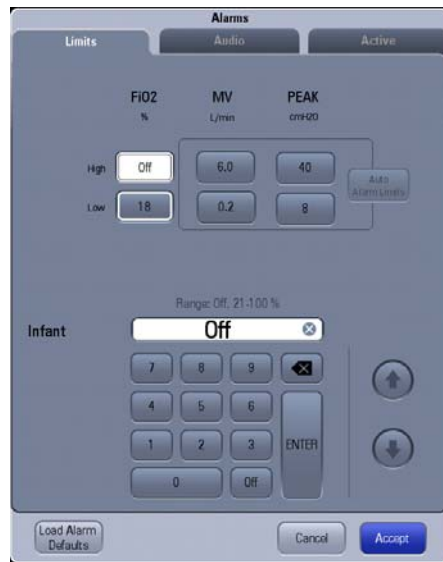 Alarms
Limits Audio Active
FiO2 MV PEAK
% L/min cmH2O
High Off 6.0 40
Auto
Alarm Limits
Low 18 0.2 8
Range: Off, 21-100 %
Infant Off
7 8 9
4 5 6
1 2 3 ENTER
0 Off
Load Alarm
Defaults
Cancel Accept